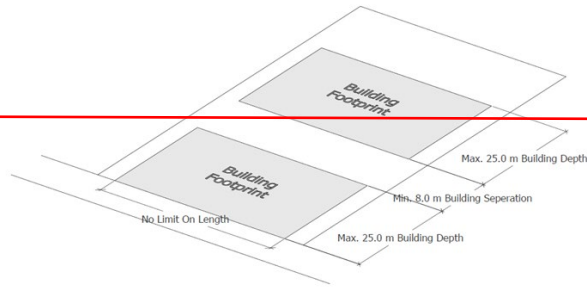 Building
Footprint
Max. 25.0 m Building Depth
Building
Footprint
Min. 8.0 m Building Seperation
No Limit On Length
Max. 25.0 m Building Depth